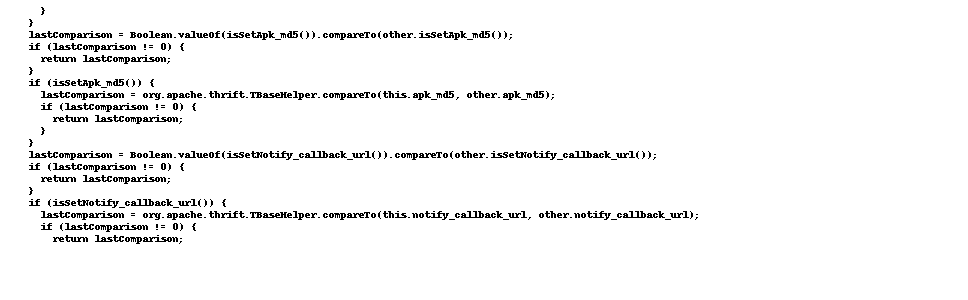 }
}
lastComparison = Boolean.valueOf(isSetApk_md5()).compareTo(other.isSetApk_md5());
if (lastComparison != 0) {
return lastComparison;
}
if (isSetApk_md5()) {
lastComparison = org.apache.thrift.TBaseHelper.compareTo(this.apk_md5, other.apk_md5);
if (lastComparison != 0) {
return lastComparison;
}
}
lastComparison = Boolean.valueOf(isSetNotify_callback_url()).compareTo(other.isSetNotify_callback_url());
if (lastComparison != 0) {
return lastComparison;
}
if (isSetNotify_callback_url()) {
lastComparison = org.apache.thrift.TBaseHelper.compareTo(this.notify_callback_url, other.notify_callback_url);
if (lastComparison != 0) {
return lastComparison;